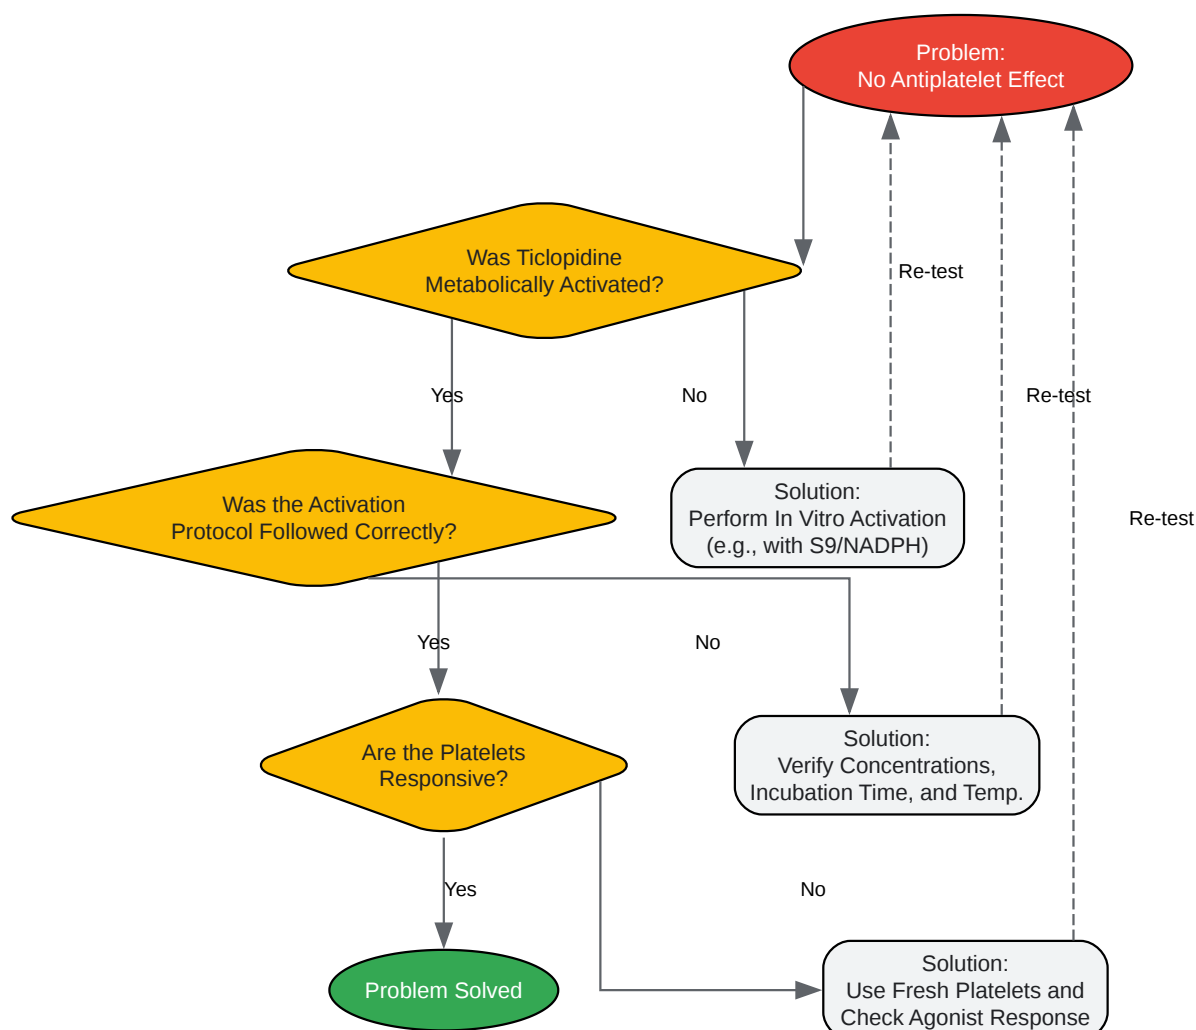 Problem:
No Antiplatelet Effect
Was Ticlopidine
Metabolically Activated?
Re-test
Yes
No
Re-test
Solution:
Perform In Vitro Activation
(e.g., with S9/NADPH)
Was the Activation
Protocol Followed Correctly?
Re-test
Yes
No
Solution:
Verify Concentrations,
Incubation Time, and Temp.
Are the Platelets
Responsive?
Yes
No
Problem Solved
Solution:
Use Fresh Platelets and
Check Agonist Response